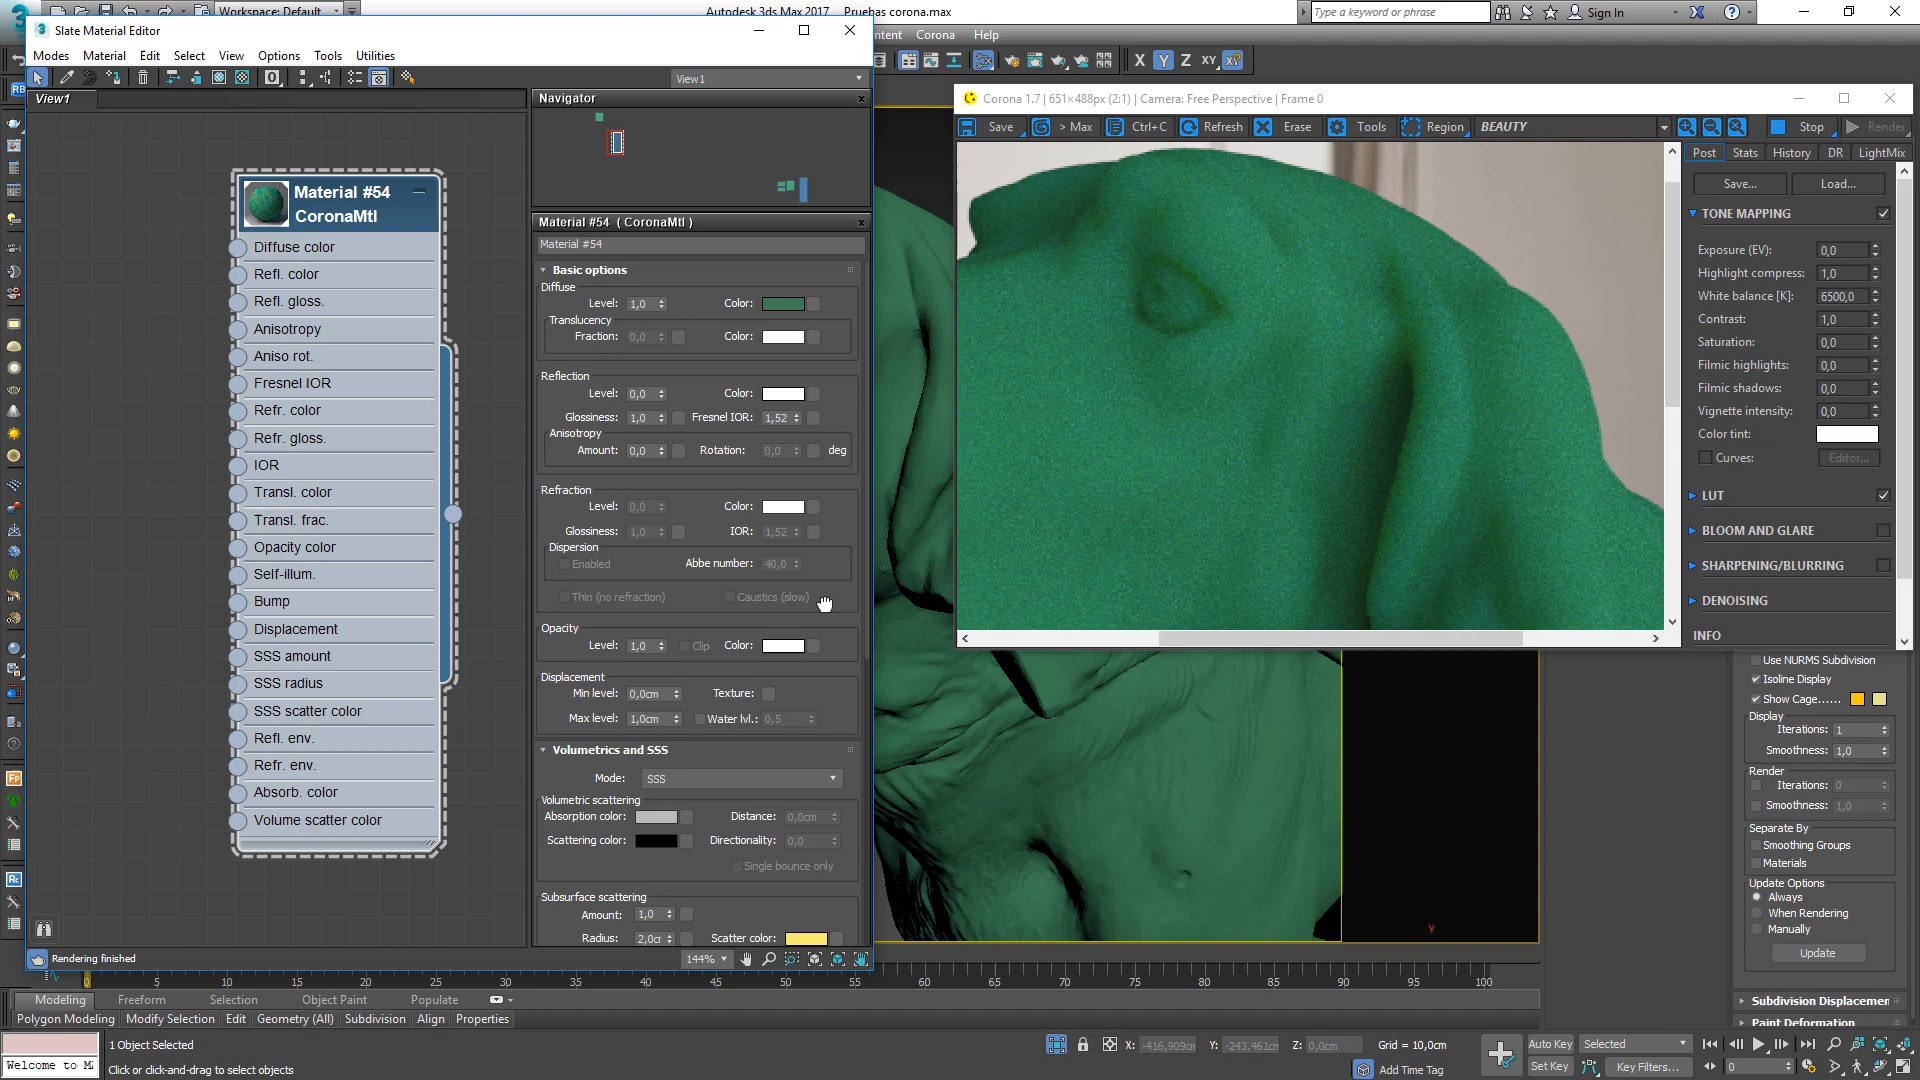 Workspace: Default
Autodesk 3ds Max 2017    Pruebas corona.max
Type a keyword or phrase
Sign In
Slate Material Editor
Corona
Help
Modes
Material
Edit
Select
View
Options
Tools
Utilities
View1
X
Y
Z
XY
View1
Navigator
Material #54
CoronaMtl
Diffuse color
Refl. color
Refl. gloss.
Anisotropy
Aniso rot.
Fresnel IOR
Refr. color
Refr. gloss.
IOR
Transl. color
Transl. frac.
Opacity color
Self-illum.
Bump
Displacement
SSS amount
SSS radius
SSS scatter color
Refl. env.
Refr. env.
Absorb. color
Volume scatter color
Material #54 ( CoronaMtl )
Material #54
Basic options
Diffuse
Level: 1,0    Color:
Translucency
Fraction: 0,0    Color:
Reflection
Level: 0,0    Color:
Glossiness: 1,0    Fresnel IOR: 1,52
Anisotropy
Amount: 0,0    Rotation: 0,0    deg
Refraction
Level: 0,0    Color:
Glossiness: 1,0    IOR: 1,52
Dispersion
Enabled    Abbe number: 40,0
Thin (no refraction)    Caustics (slow)
Opacity
Level: 1,0    Clip    Color:
Displacement
Min level: 0,0cm    Texture:
Max level: 1,0cm    Water lvl.: 0,5
Volumetrics and SSS
Mode: SSS
Volumetric scattering
Absorption color:    Distance: 0,0cm
Scattering color:    Directionality: 0,0
Single bounce only
Subsurface scattering
Amount: 1,0
Radius:    Scatter color:
Rendering finished
144%
Corona 1.7 | 651×488px (2:1) | Camera: Free Perspective | Frame 0
Save
> Max
Ctrl+C
Refresh
Erase
Tools
Region
BEAUTY
Stop
Render
Post
Stats
History
DR
LightMix
Save...
Load...
TONE MAPPING
Exposure (EV): 0,0
Highlight compress: 1,0
White balance [K]: 6500,0
Contrast: 1,0
Saturation: 0,0
Filmic highlights: 0,0
Filmic shadows: 0,0
Vignette intensity: 0,0
Color tint:
Curves:    Editor...
LUT
BLOOM AND GLARE
SHARPENING/BLURRING
DENOISING
INFO
Use NURMS Subdivision
Isoline Display
Show Cage......
Display
Iterations: 1
Smoothness: 1,0
Render
Iterations: 0
Smoothness: 1,0
Separate By
Smoothing Groups
Materials
Update Options
Always
When Rendering
Manually
Update
Subdivision Displacemen
Paint Deformation
y
0 5 10 15 20 25 30 35 40 45 50 55 60 65 70 75 80 85 90 95 100
Modeling
Freeform
Selection
Object Paint
Populate
Polygon Modeling
Modify Selection
Edit
Geometry (All)
Subdivision
Align
Properties
1 Object Selected
Welcome to
Click or click-and-drag to select objects
X: -416,909cm
Y: -243,461cm
Z: 0,0cm
Grid = 10,0cm
Add Time Tag
Auto Key
Selected
Set Key
Key Filters...
0